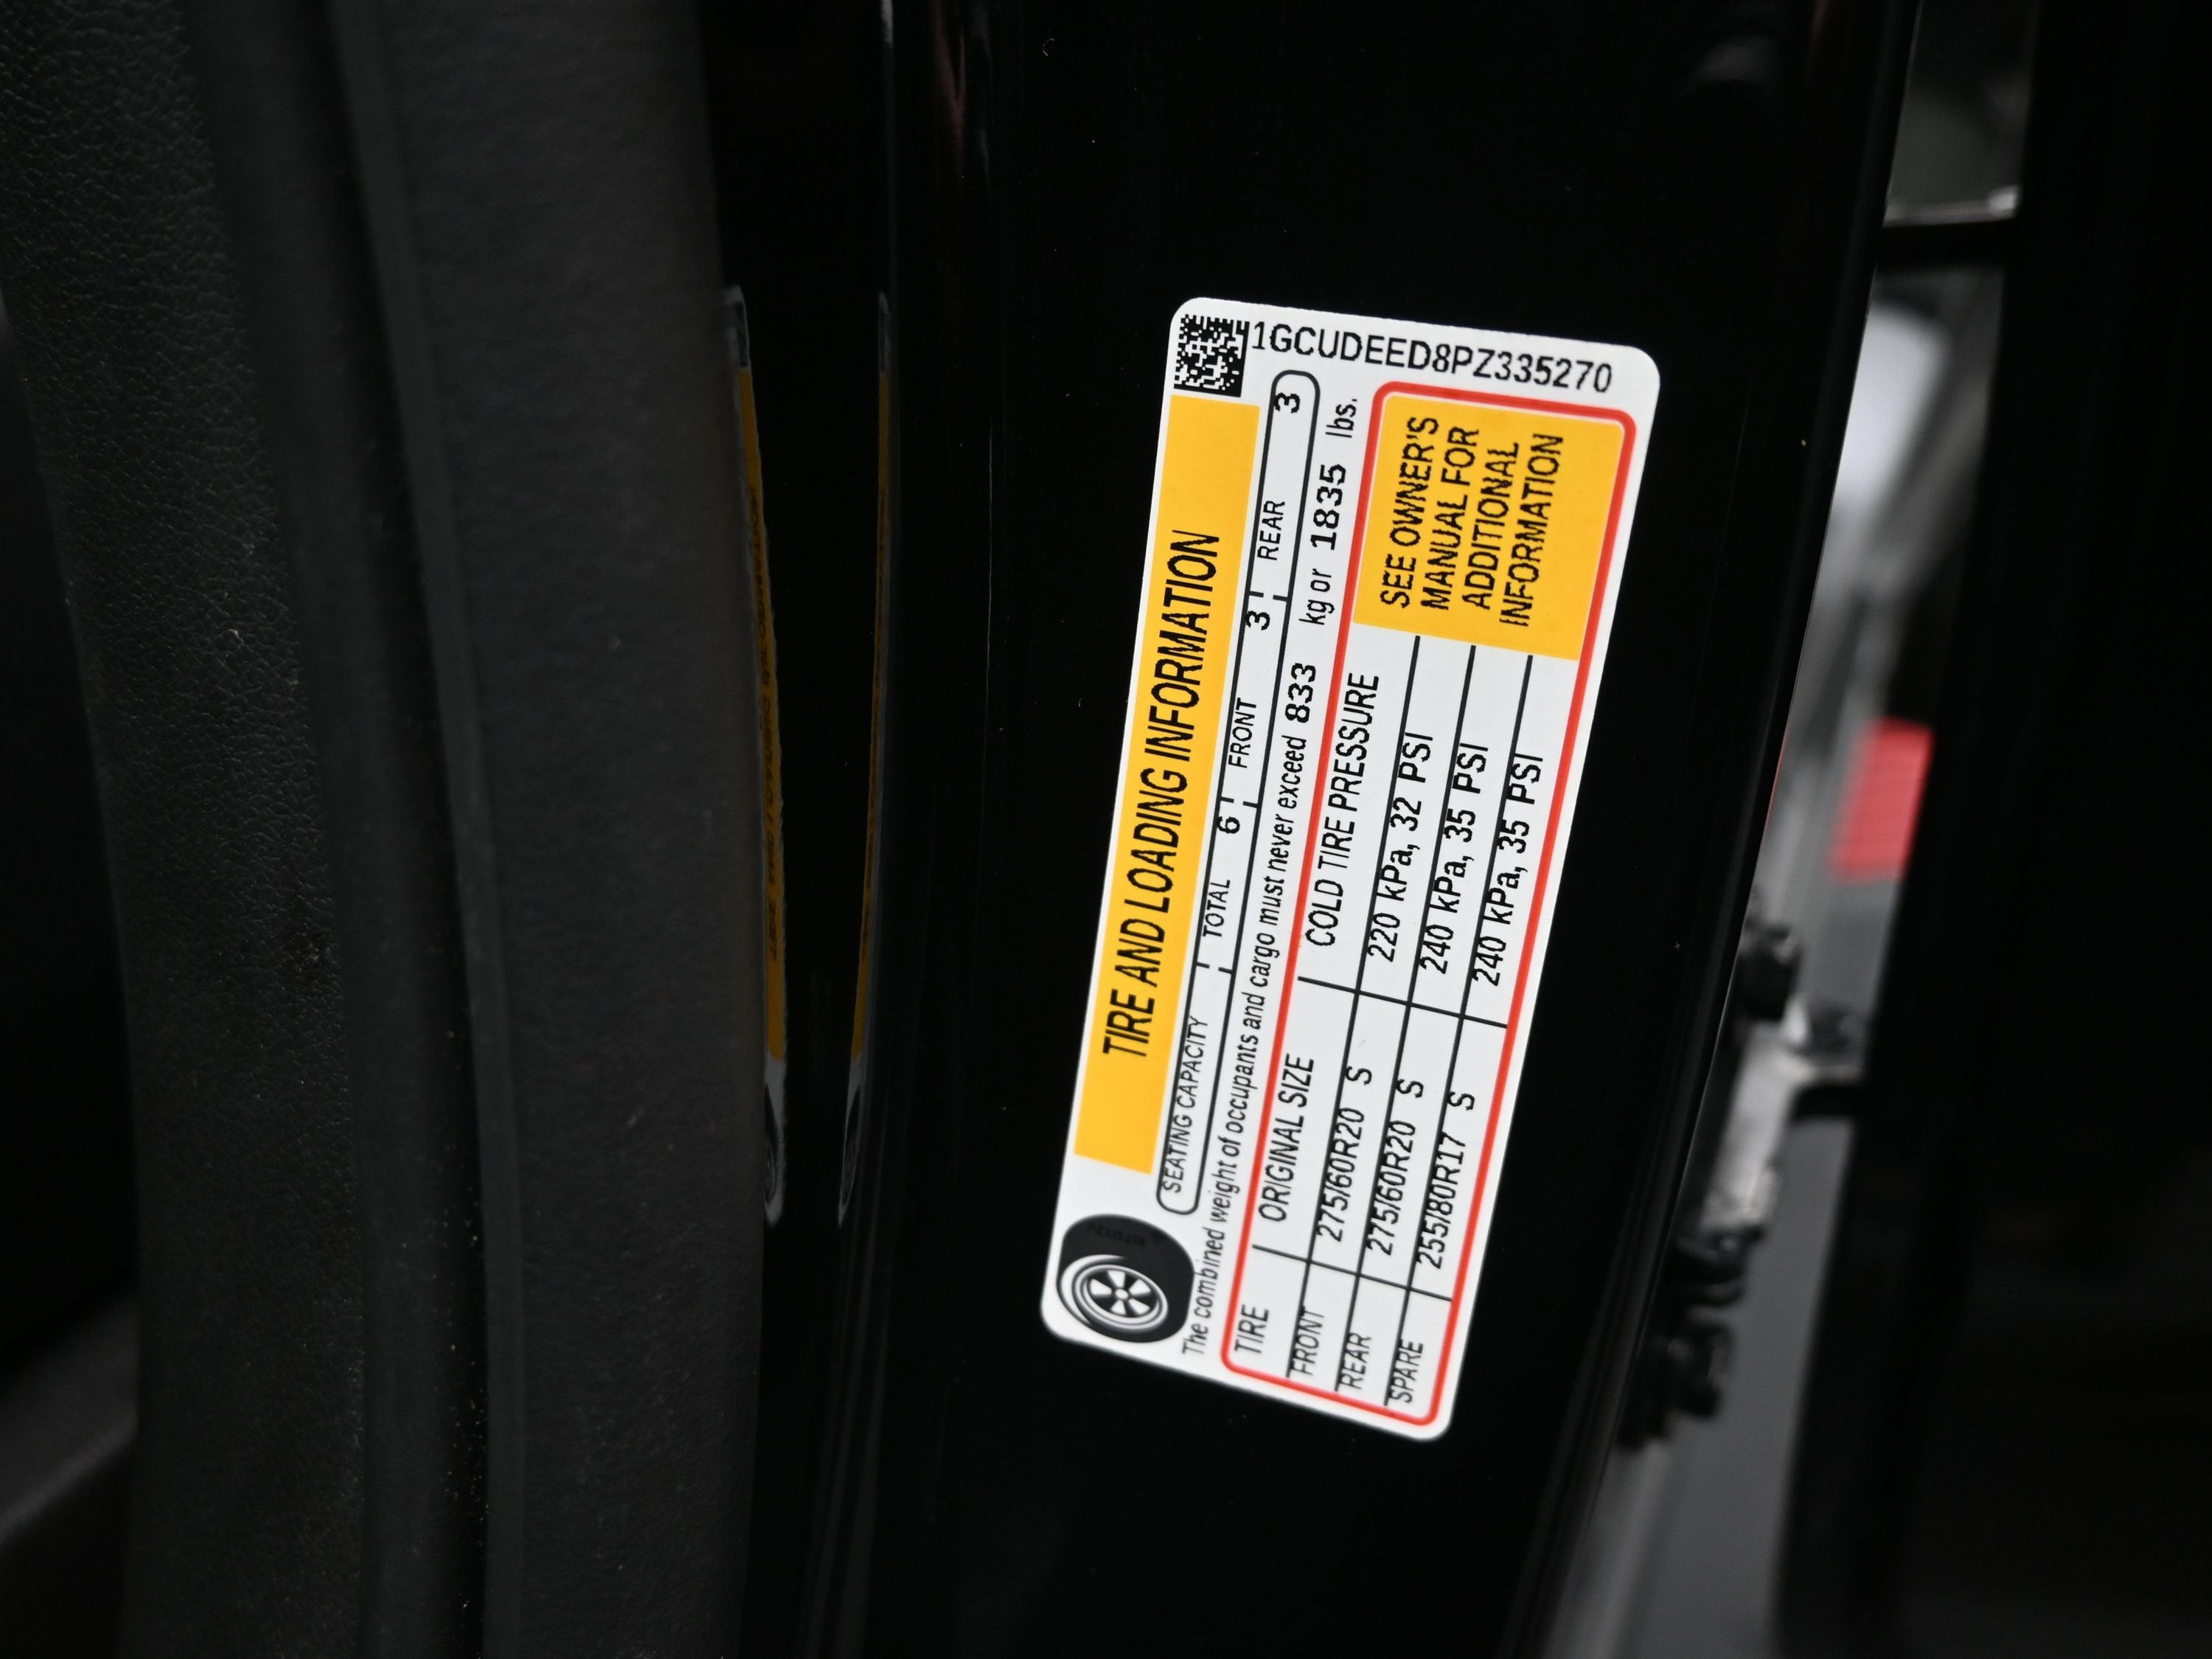 TIRE AND LOADING INFORMATION
1GCUDEED8PZ335270
SEATING CAPACITY TOTAL 6 FRONT 3 REAR 3
The combined weight of occupants and cargo must never exceed 833 kg or 1835 lbs.
TIRE ORIGINAL SIZE COLD TIRE PRESSURE
FRONT 275/60R20 S 220 kPa, 32 PSI
REAR 275/60R20 S 240 kPa, 35 PSI
SPARE 255/80R17 S 240 kPa, 35 PSI
SEE OWNER'S
MANUAL FOR
ADDITIONAL
INFORMATION